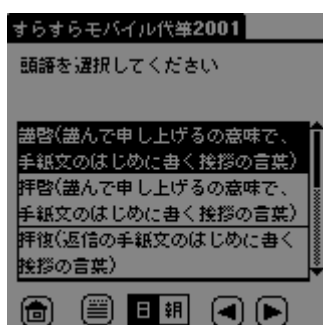 すらすらモバイル代筆2001
頭語を選択してください
謹啓(謹んで申し上げるの意味で、
手紙文のはじめに書く挨拶の言葉)
拝啓(謹んで申し上げるの意味で、
手紙文のはじめに書く挨拶の言葉)
拝復(返信の手紙文のはじめに書く
挨拶の言葉)
日 朝